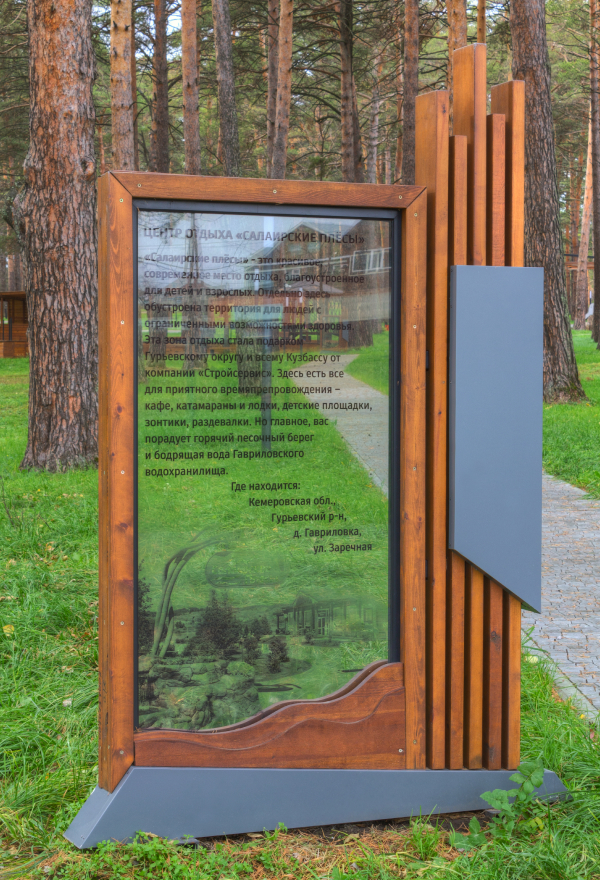 ЦЕНТР ОТДЫХА «САЛАИРСКИЕ ПЛЁСЫ»
«Салаирские плёсы» - это красивое,
современное место отдыха, благоустроенное
для детей и взрослых. Отдельно здесь
обустроена территория для людей с
ограниченными возможностями здоровья.
Эта зона отдыха стала подарком
Гурьевскому округу и всему Кузбассу от
компании «Стройсервис». Здесь есть все
для приятного времяпрепровождения –
кафе, катамараны и лодки, детские площадки,
зонтики, раздевалки. Но главное, вас
порадует горячий песочный берег
и бодрящая вода Гавриловского
водохранилища.
Где находится:
Кемеровская обл.,
Гурьевский р-н,
д. Гавриловка,
ул. Заречная